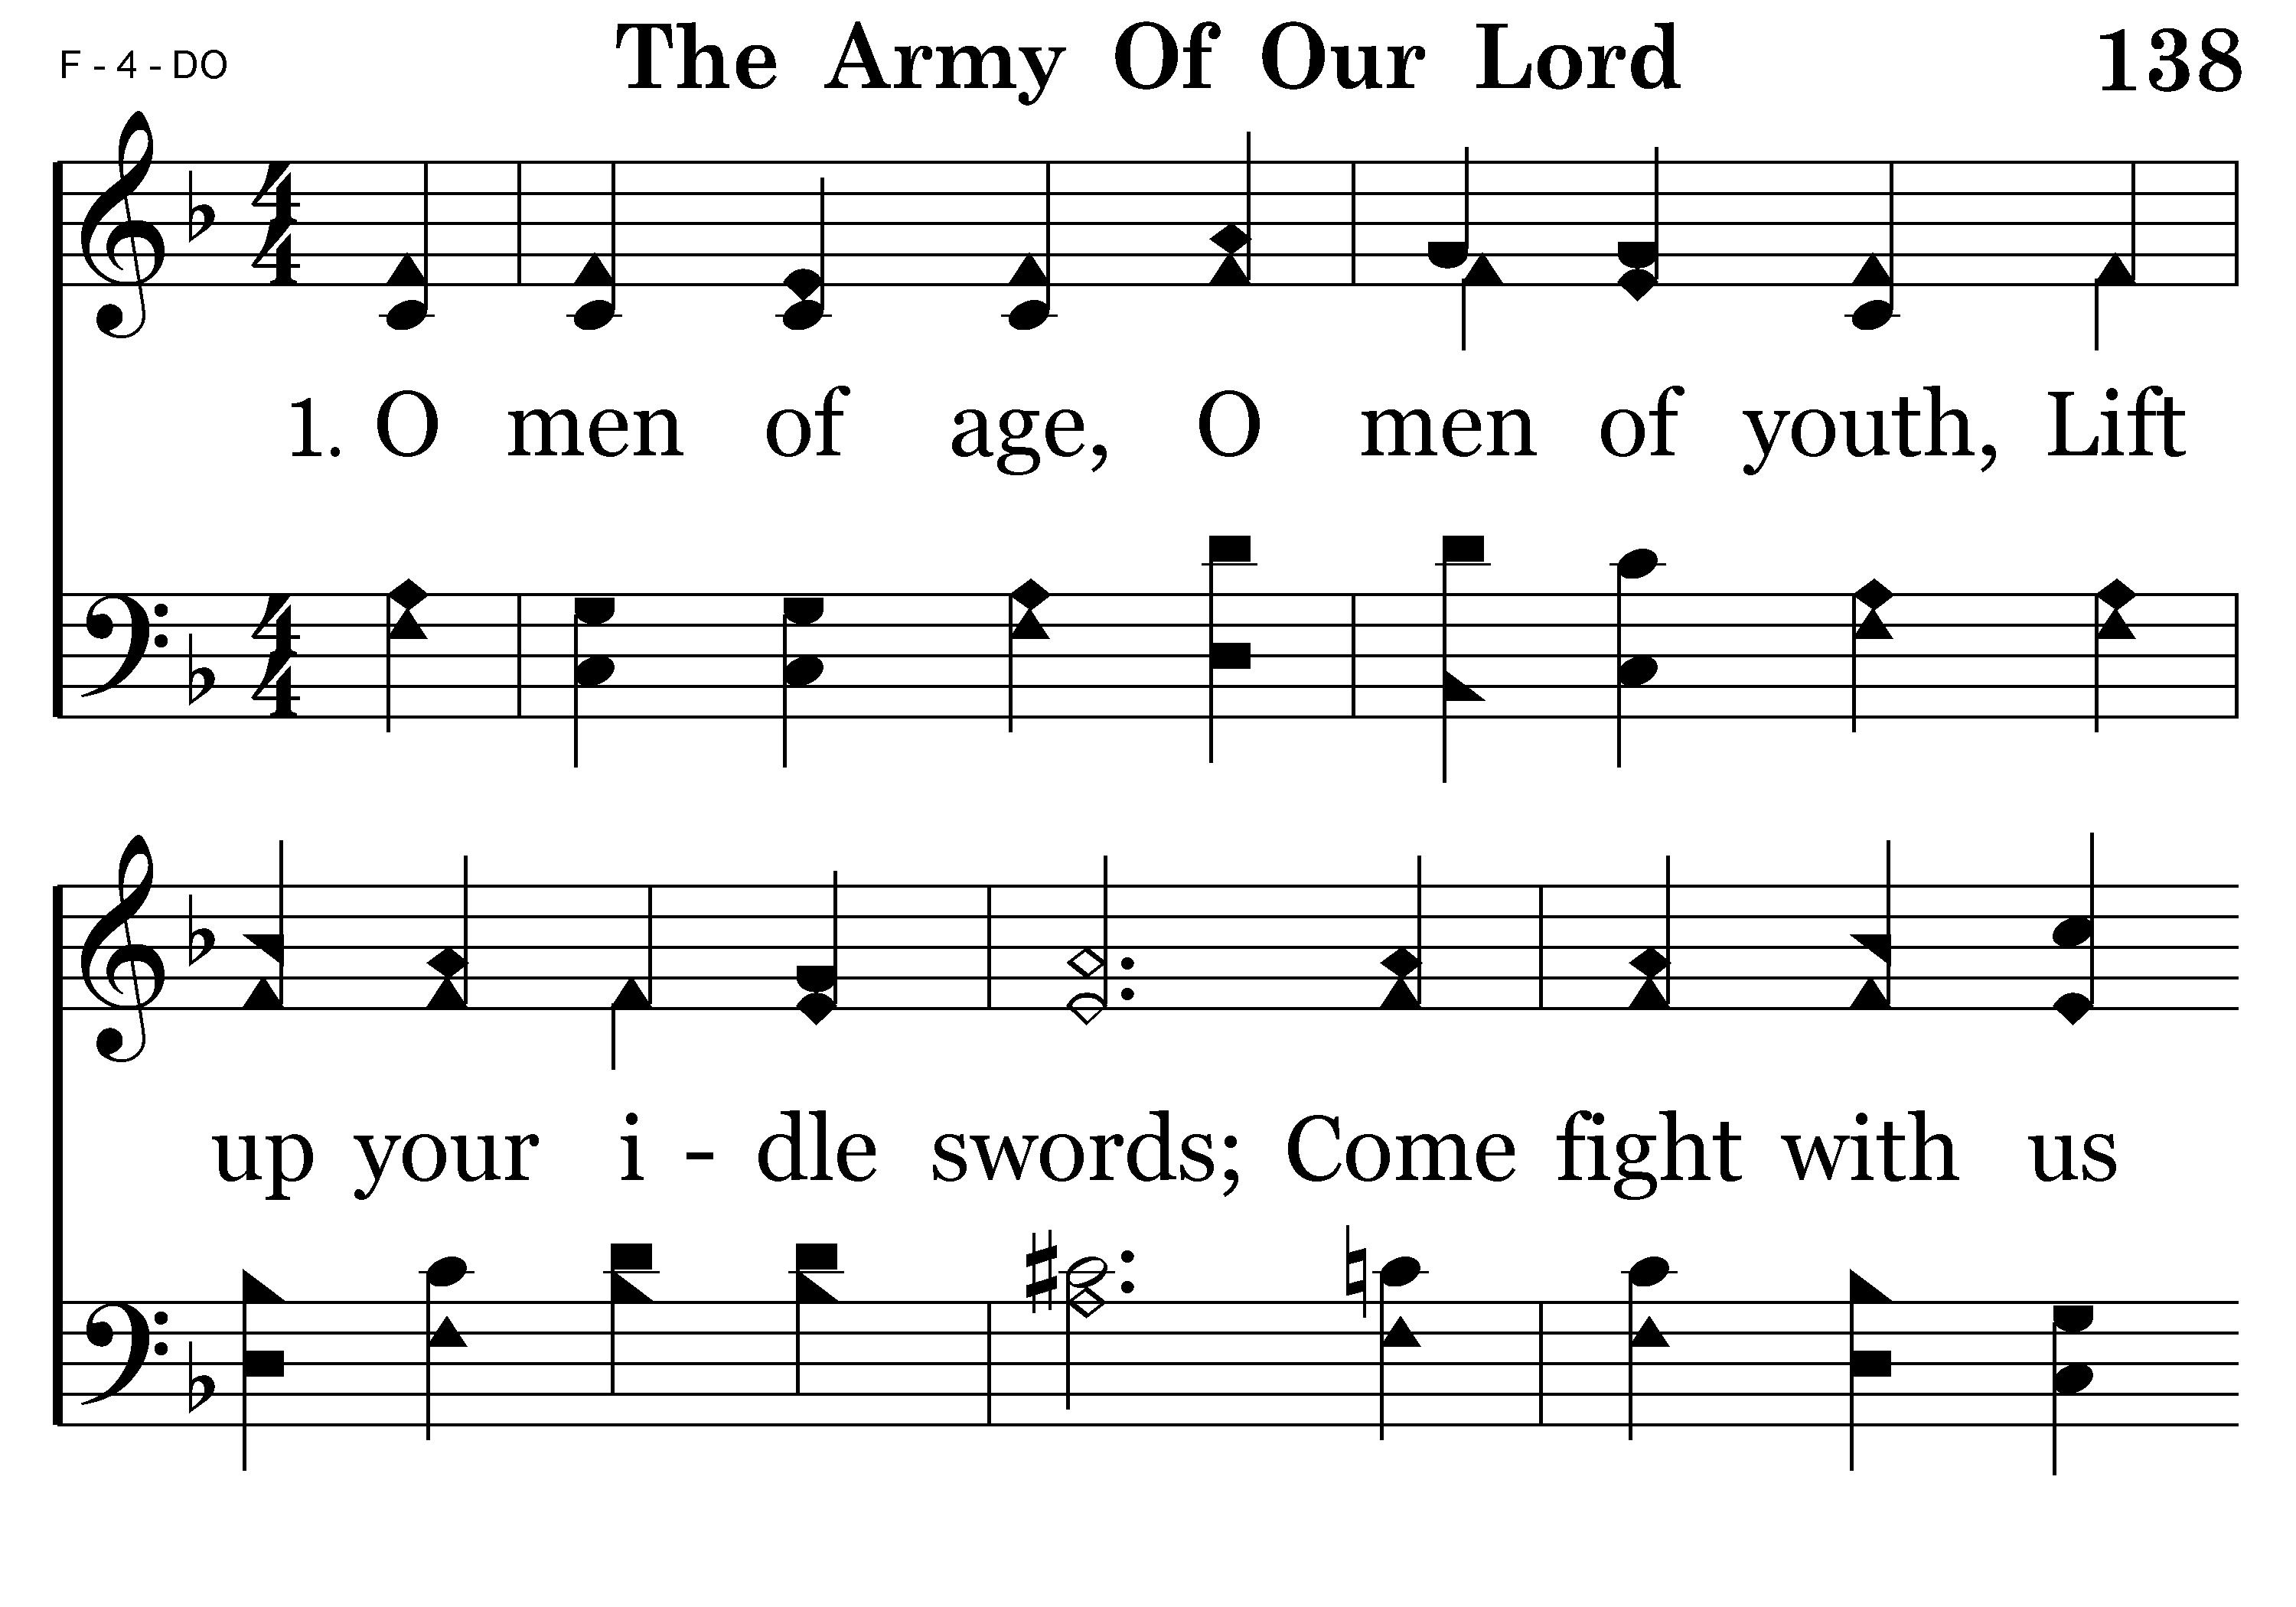 F - 4 - DO
The Army Of Our Lord
138
1. O men of age, O men of youth, Lift
up your i - dle swords; Come fight with us